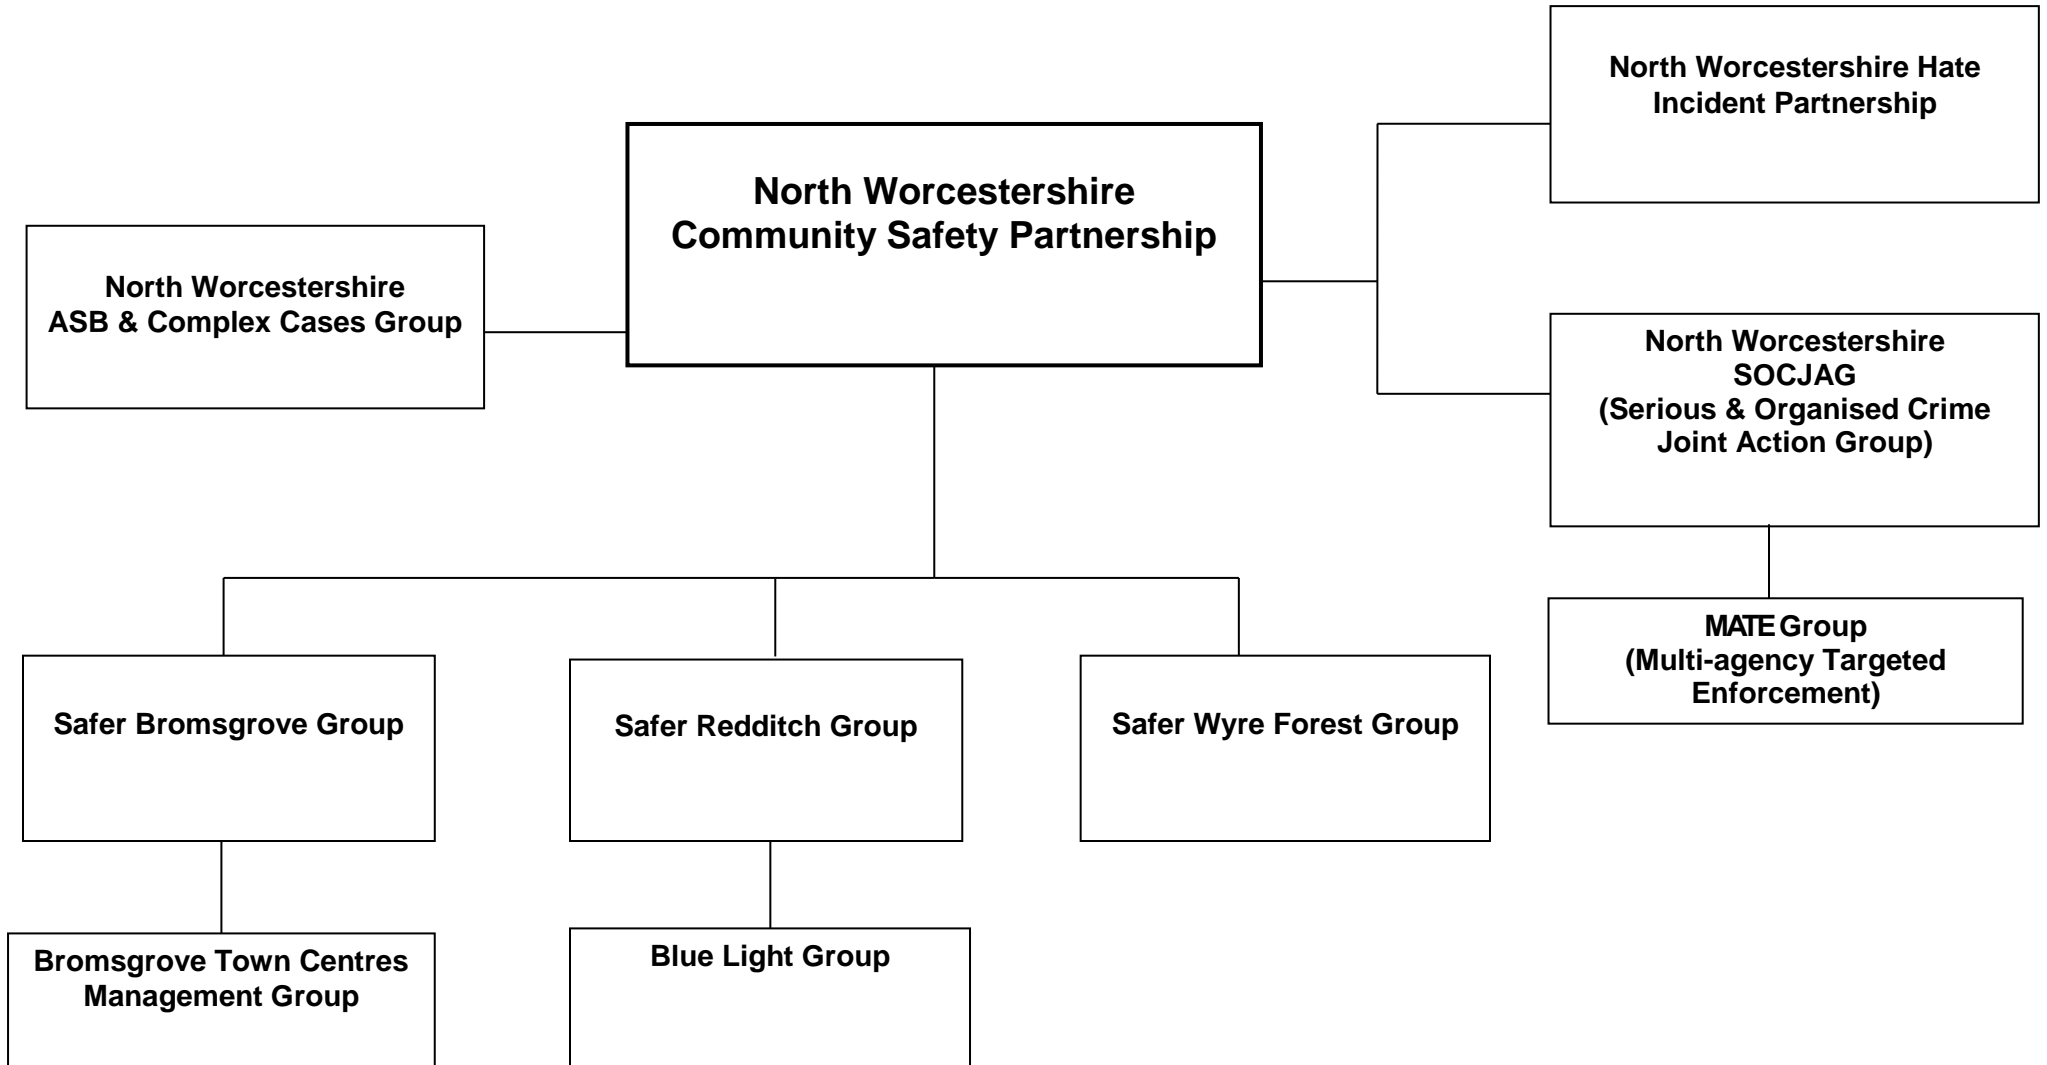 North Worcestershire Hate
Incident Partnership
North Worcestershire
Community Safety Partnership
North Worcestershire
ASB & Complex Cases Group
North Worcestershire
SOCJAG
(Serious & Organised Crime
Joint Action Group)
MATE Group
(Multi-agency Targeted
Enforcement)
Safer Bromsgrove Group
Safer Redditch Group
Safer Wyre Forest Group
Bromsgrove Town Centres
Management Group
Blue Light Group